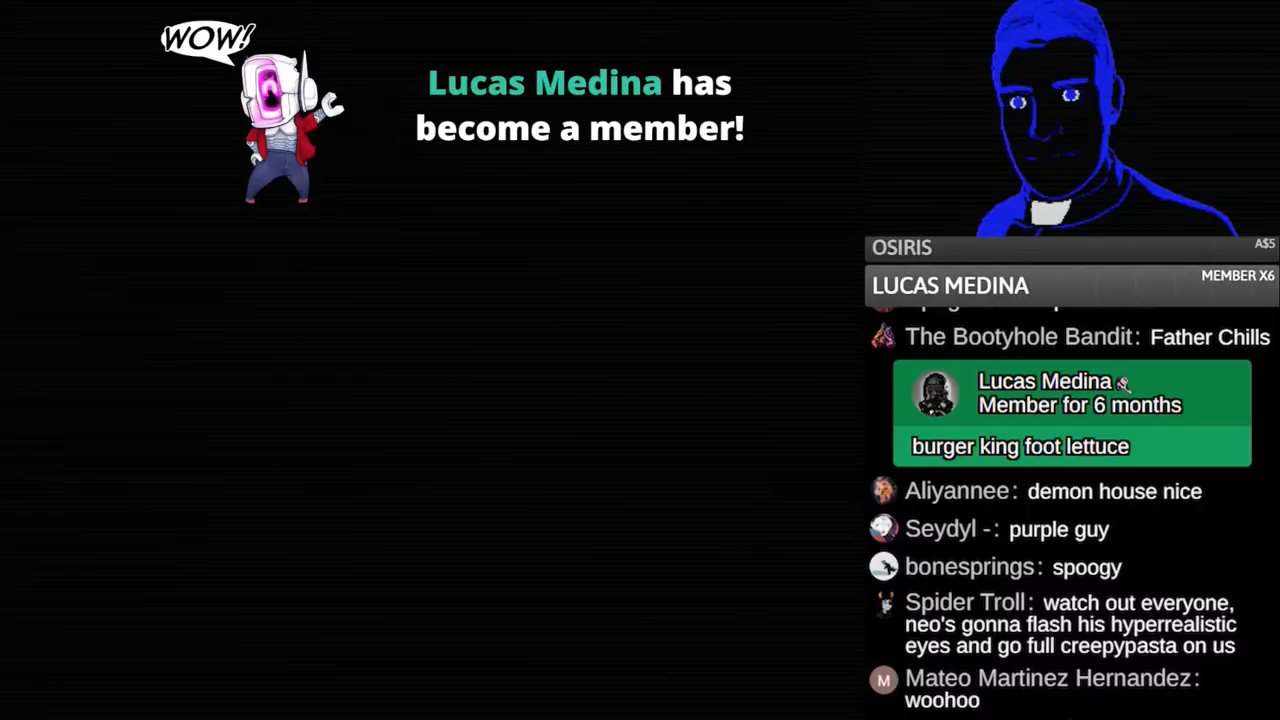 WOW!
Lucas Medina has
become a member!
OSIRIS
A$5
LUCAS MEDINA
MEMBER X6
The Bootyhole Bandit: Father Chills
Lucas Medina
Member for 6 months
burger king foot lettuce
Aliyannee: demon house nice
Seydyl -: purple guy
bonesprings: spoogy
Spider Troll: watch out everyone,
neo's gonna flash his hyperrealistic
eyes and go full creepypasta on us
M
Mateo Martinez Hernandez:
woohoo